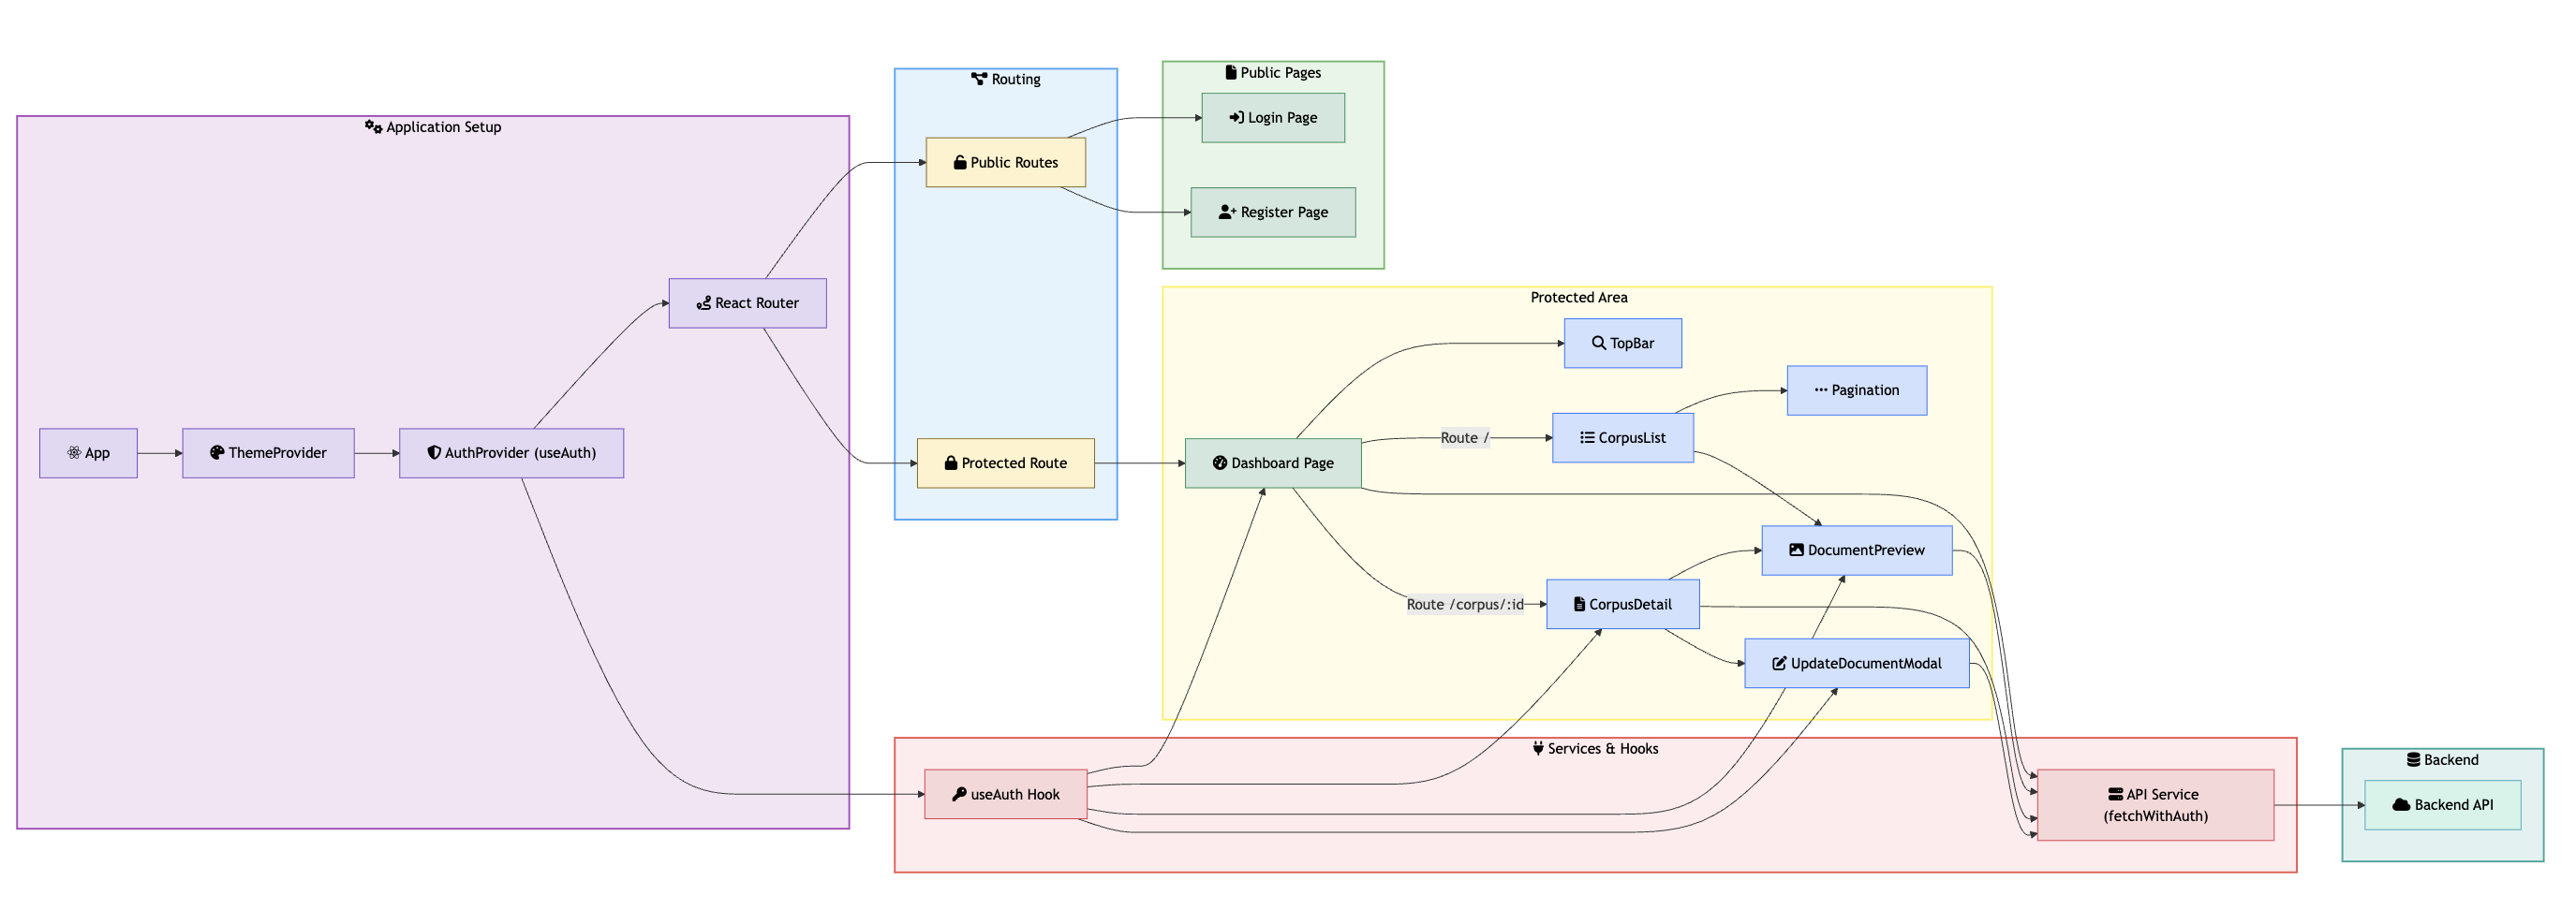 Application Setup
App
ThemeProvider
AuthProvider (useAuth)
React Router
Routing
Public Routes
Protected Route
Public Pages
Login Page
Register Page
Protected Area
TopBar
Pagination
Route /
CorpusList
Dashboard Page
DocumentPreview
Route /corpus/:id
CorpusDetail
UpdateDocumentModal
Services & Hooks
useAuth Hook
API Service
(fetchWithAuth)
Backend
Backend API